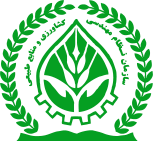 سازمان نظام مهندسی
کشاورزی و منابع طبیعی